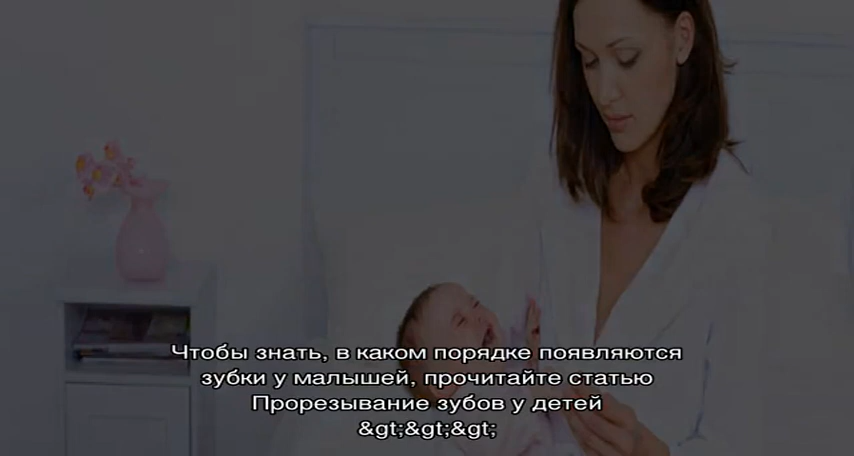 Чтобы знать, в каком порядке появляются
зубки у малышей, прочитайте статью
Прорезывание зубов у детей
&gt;&gt;&gt;